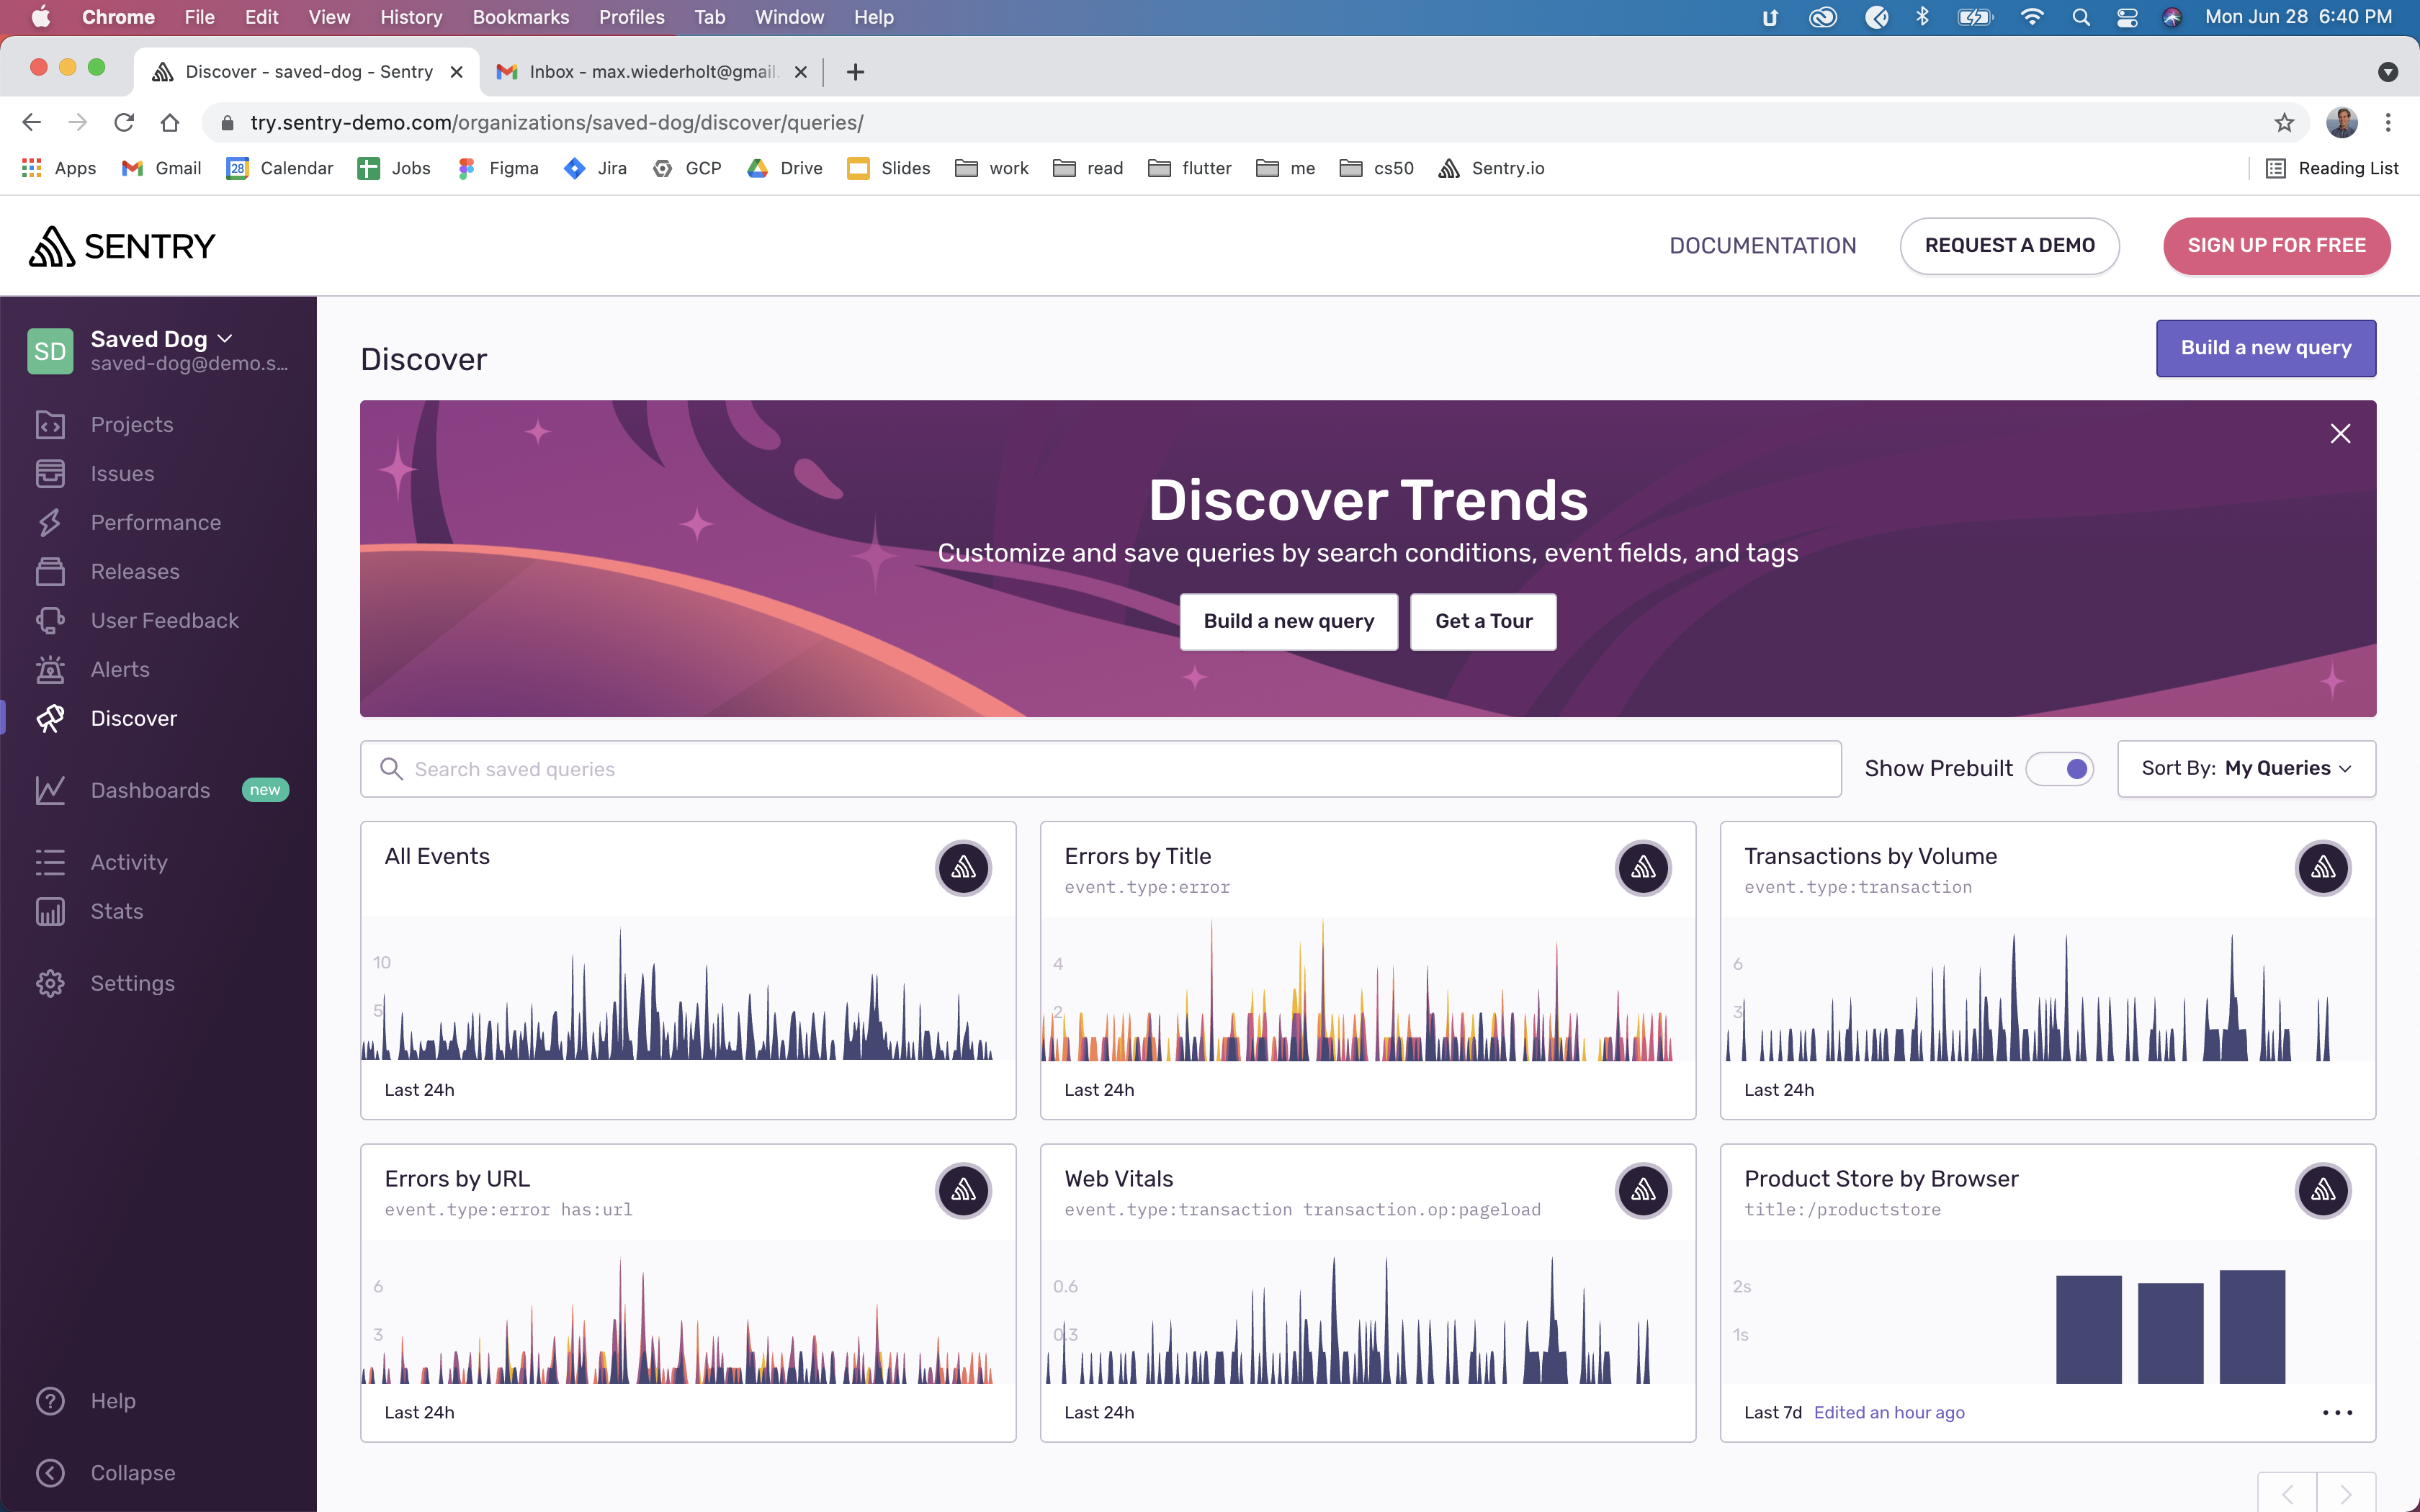 Chrome File Edit View History Bookmarks Profiles Tab Window Help Mon Jun 28 6:40 PM
Discover - saved-dog - Sentry Inbox - max.wiederholt@gmail.
try.sentry-demo.com/organizations/saved-dog/discover/queries/
Apps Gmail 28 Calendar Jobs Figma Jira GCP Drive Slides work read flutter me cs50 Sentry.io Reading List
SENTRY DOCUMENTATION REQUEST A DEMO SIGN UP FOR FREE
SD Saved Dog
saved-dog@demo.s...
Projects
Issues
Performance
Releases
User Feedback
Alerts
Discover
Dashboards new
Activity
Stats
Settings
Help
Collapse
Discover
Build a new query
Discover Trends
Customize and save queries by search conditions, event fields, and tags
Build a new query Get a Tour
Search saved queries Show Prebuilt Sort By: My Queries
All Events
10
5
Last 24h
Errors by Title
event.type:error
4
2
Last 24h
Transactions by Volume
event.type:transaction
6
3
Last 24h
Errors by URL
event.type:error has:url
6
3
Last 24h
Web Vitals
event.type:transaction transaction.op:pageload
0.6
0.3
Last 24h
Product Store by Browser
title:/productstore
2s
1s
Last 7d Edited an hour ago